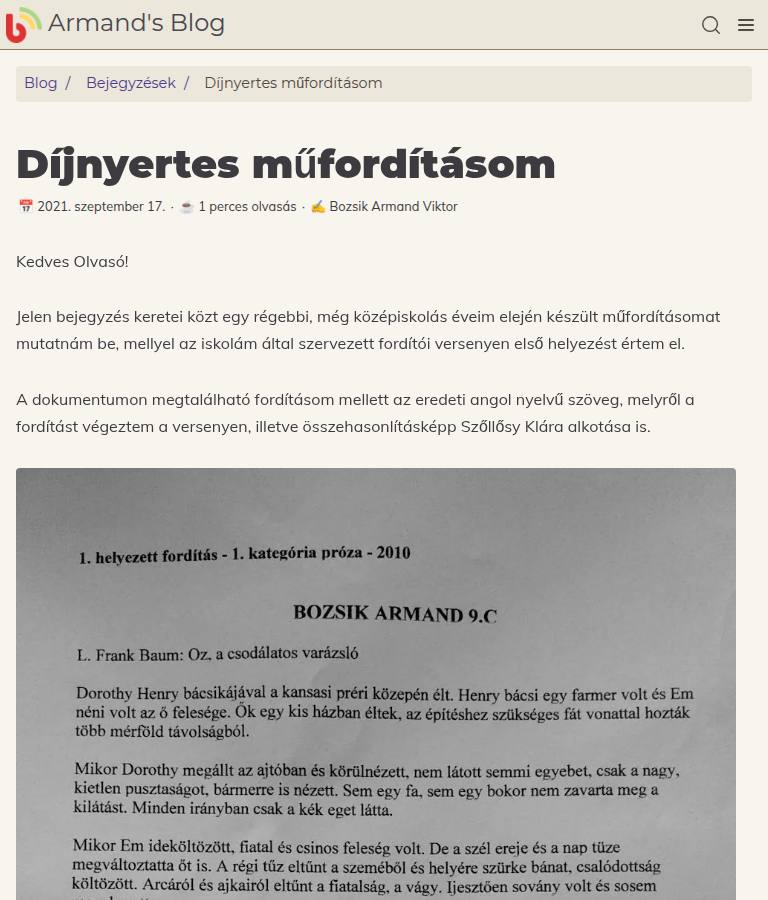 Armand's Blog
Blog / Bejegyzések / Díjnyertes műfordításom
Díjnyertes műfordításom
2021. szeptember 17. · 1 perces olvasás · Bozsik Armand Viktor
Kedves Olvasó!
Jelen bejegyzés keretei közt egy régebbi, még középiskolás éveim elején készült műfordításomat
mutatnám be, mellyel az iskolám által szervezett fordítói versenyen első helyezést értem el.
A dokumentumon megtalálható fordításom mellett az eredeti angol nyelvű szöveg, melyről a
fordítást végeztem a versenyen, illetve összehasonlításképp Szőllősy Klára alkotása is.
1. helyezett fordítás - 1. kategória próza - 2010
BOZSIK ARMAND 9.C
L. Frank Baum: Oz, a csodálatos varázsló
Dorothy Henry bácsikájával a kansasi préri közepén élt. Henry bácsi egy farmer volt és Em
néni volt az ő felesége. Ők egy kis házban éltek, az építéshez szükséges fát vonattal hozták
több mérföld távolságból.
Mikor Dorothy megállt az ajtóban és körülnézett, nem látott semmi egyebet, csak a nagy,
kietlen pusztaságot, bármerre is nézett. Sem egy fa, sem egy bokor nem zavarta meg a
kilátást. Minden irányban csak a kék eget látta.
Mikor Em ideköltözött, fiatal és csinos feleség volt. De a szél ereje és a nap tüze
megváltoztatta őt is. A régi tűz eltűnt a szeméből és helyére szürke bánat, csalódottság
költözött. Arcáról és ajkairól eltűnt a fiatalság, a vágy. Ijesztően sovány volt és sosem